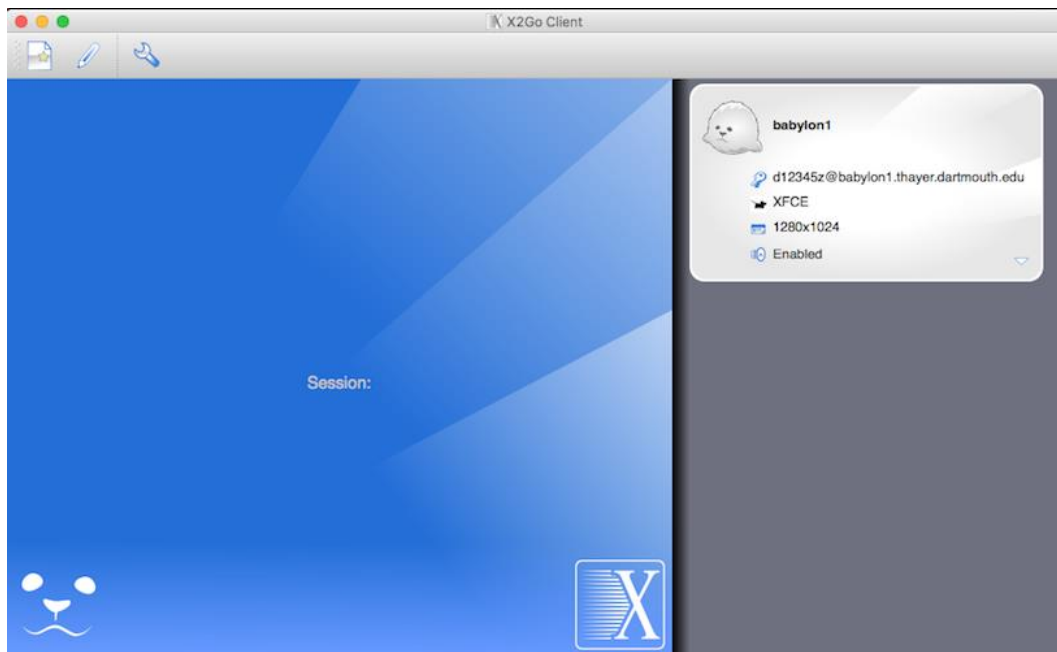 X2Go Client
Session:
babylon1
d12345z@babylon1.thayer.dartmouth.edu
XFCE
1280x1024
Enabled
X